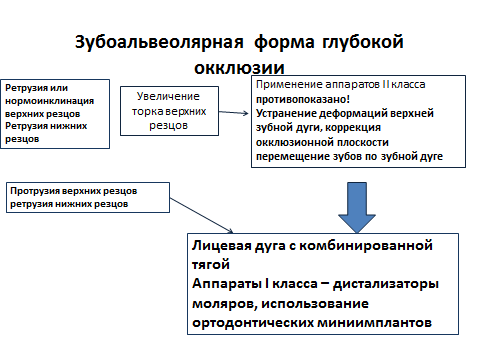 Зубоальвеолярная форма глубокой
окклюзии
Ретрузия или
нормоинклинация
верхних резцов
Ретрузия нижних
резцов
Увеличение
торка верхних
резцов
Применение аппаратов II класса
противопоказано!
Устранение деформаций верхней
зубной дуги, коррекция
окклюзионной плоскости
перемещение зубов по зубной дуге
Протрузия верхних резцов
ретрузия нижних резцов
Лицевая дуга с комбинированной
тягой
Аппараты I класса – дистализаторы
моляров, использование
ортодонтических миниимплантов